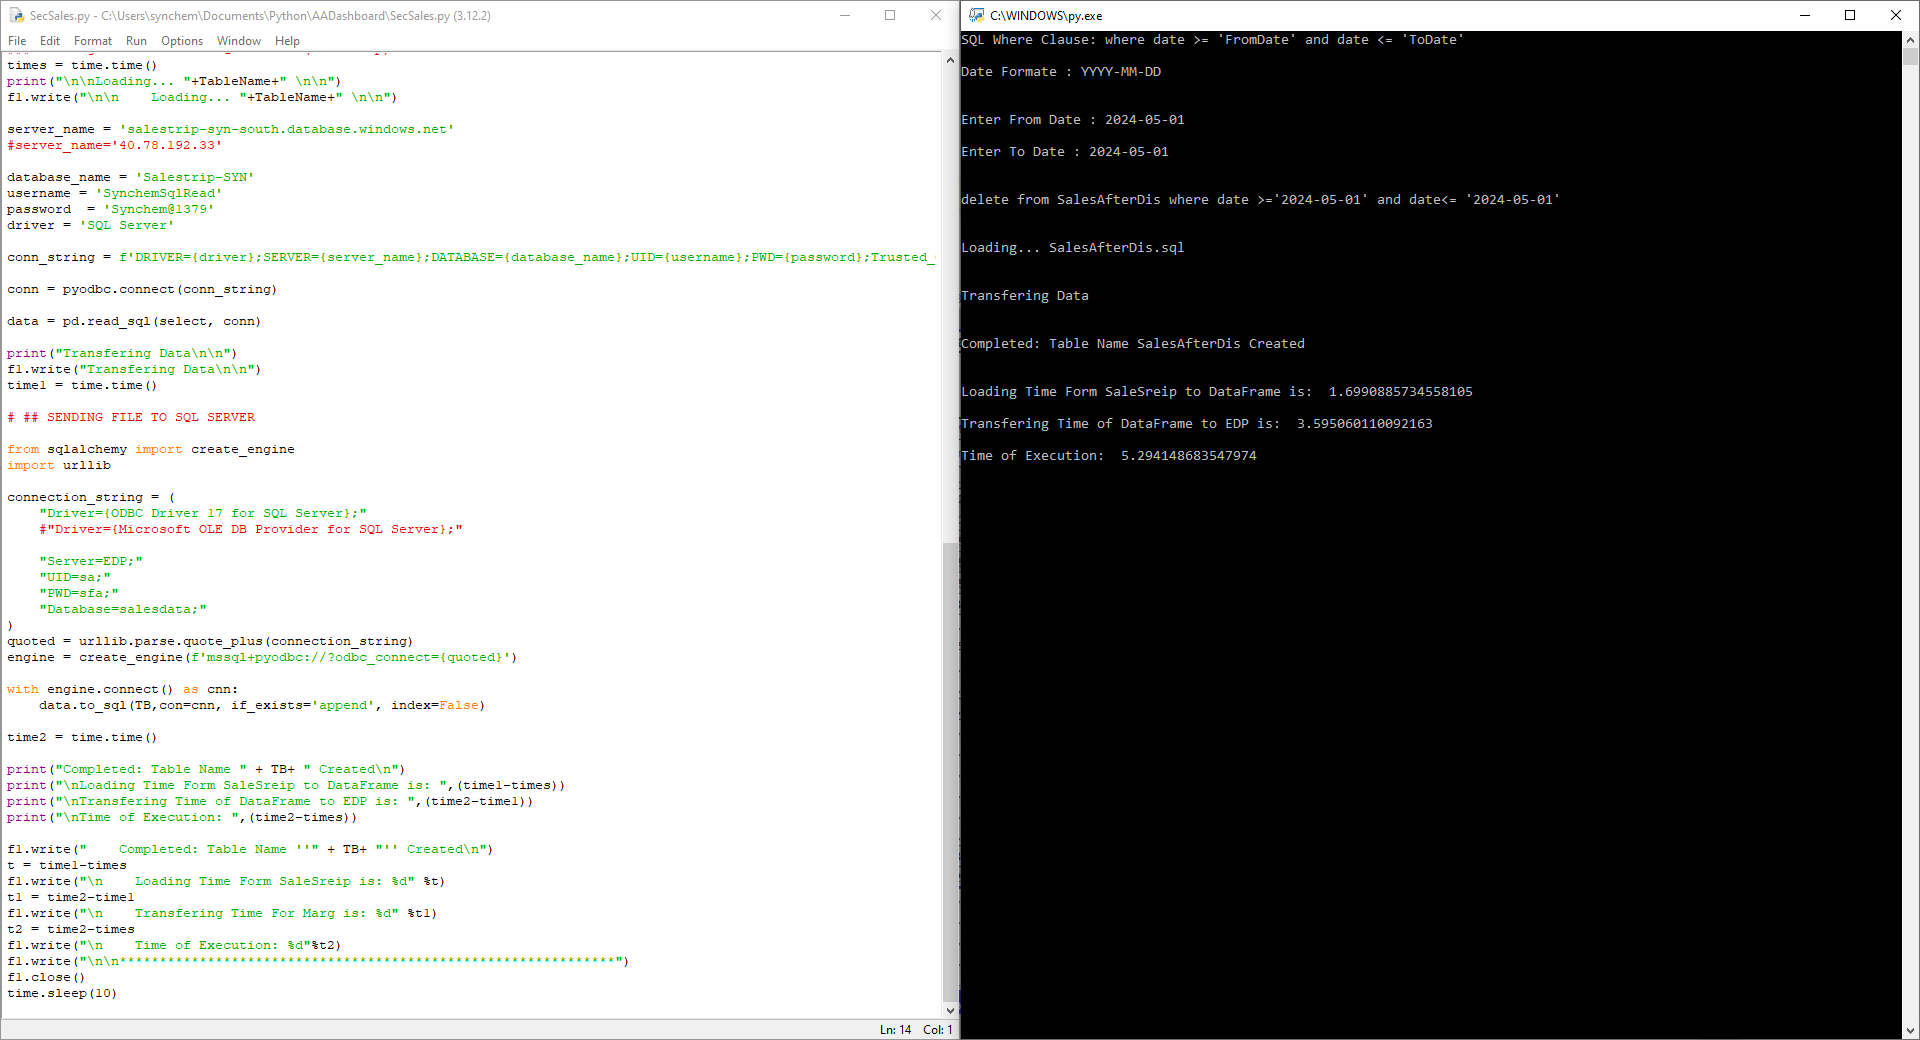 SecSales.py - C:\Users\synchem\Documents\Python\AADashboard\SecSales.py (3.12.2)
File Edit Format Run Options Window Help
times = time.time()
print("\n\nLoading... "+TableName+" \n\n")
f1.write("\n\n    Loading... "+TableName+" \n\n")
server_name = 'salestrip-syn-south.database.windows.net'
#server_name='40.78.192.33'
database_name = 'Salestrip-SYN'
username = 'SynchemSqlRead'
password  = 'Synchem@1379'
driver = 'SQL Server'
conn_string = f'DRIVER={driver};SERVER={server_name};DATABASE={database_name};UID={username};PWD={password};Trusted_
conn = pyodbc.connect(conn_string)
data = pd.read_sql(select, conn)
print("Transfering Data\n\n")
f1.write("Transfering Data\n\n")
time1 = time.time()
# ## SENDING FILE TO SQL SERVER
from sqlalchemy import create_engine
import urllib
connection_string = (
    "Driver={ODBC Driver 17 for SQL Server};"
    #"Driver={Microsoft OLE DB Provider for SQL Server};"
    "Server=EDP;"
    "UID=sa;"
    "PWD=sfa;"
    "Database=salesdata;"
)
quoted = urllib.parse.quote_plus(connection_string)
engine = create_engine(f'mssql+pyodbc://?odbc_connect={quoted}')
with engine.connect() as cnn:
    data.to_sql(TB,con=cnn, if_exists='append', index=False)
time2 = time.time()
print("Completed: Table Name " + TB+ " Created\n")
print("\nLoading Time Form SaleSreip to DataFrame is: ",(time1-times))
print("\nTransfering Time of DataFrame to EDP is: ",(time2-time1))
print("\nTime of Execution: ",(time2-times))
f1.write("    Completed: Table Name ''" + TB+ "'' Created\n")
t = time1-times
f1.write("\n    Loading Time Form SaleSreip is: %d" %t)
t1 = time2-time1
f1.write("\n    Transfering Time For Marg is: %d" %t1)
t2 = time2-times
f1.write("\n    Time of Execution: %d"%t2)
f1.write("\n\n**************************************************************")
f1.close()
time.sleep(10)
Ln: 14 Col: 1
C:\WINDOWS\py.exe
SQL Where Clause: where date >= 'FromDate' and date <= 'ToDate'
Date Formate : YYYY-MM-DD
Enter From Date : 2024-05-01
Enter To Date : 2024-05-01
delete from SalesAfterDis where date >='2024-05-01' and date<= '2024-05-01'
Loading... SalesAfterDis.sql
Transfering Data
Completed: Table Name SalesAfterDis Created
Loading Time Form SaleSreip to DataFrame is:  1.6990885734558105
Transfering Time of DataFrame to EDP is:  3.595060110092163
Time of Execution:  5.294148683547974